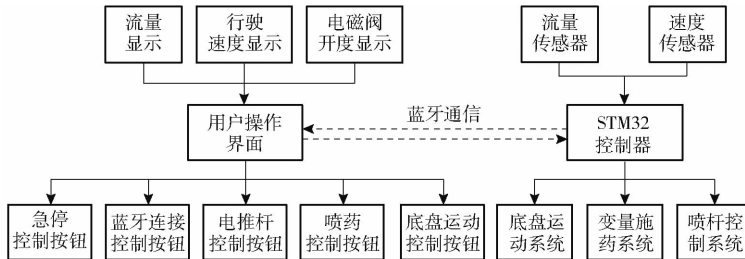 流量
显示
行驶
速度显示
电磁阀
开度显示
流量
传感器
速度
传感器
用户操作
界面
蓝牙通信
STM32
控制器
急停
控制按钮
蓝牙连接
控制按钮
电推杆
控制按钮
喷药
控制按钮
底盘运动
控制按钮
底盘运
动系统
变量施
药系统
喷杆控
制系统